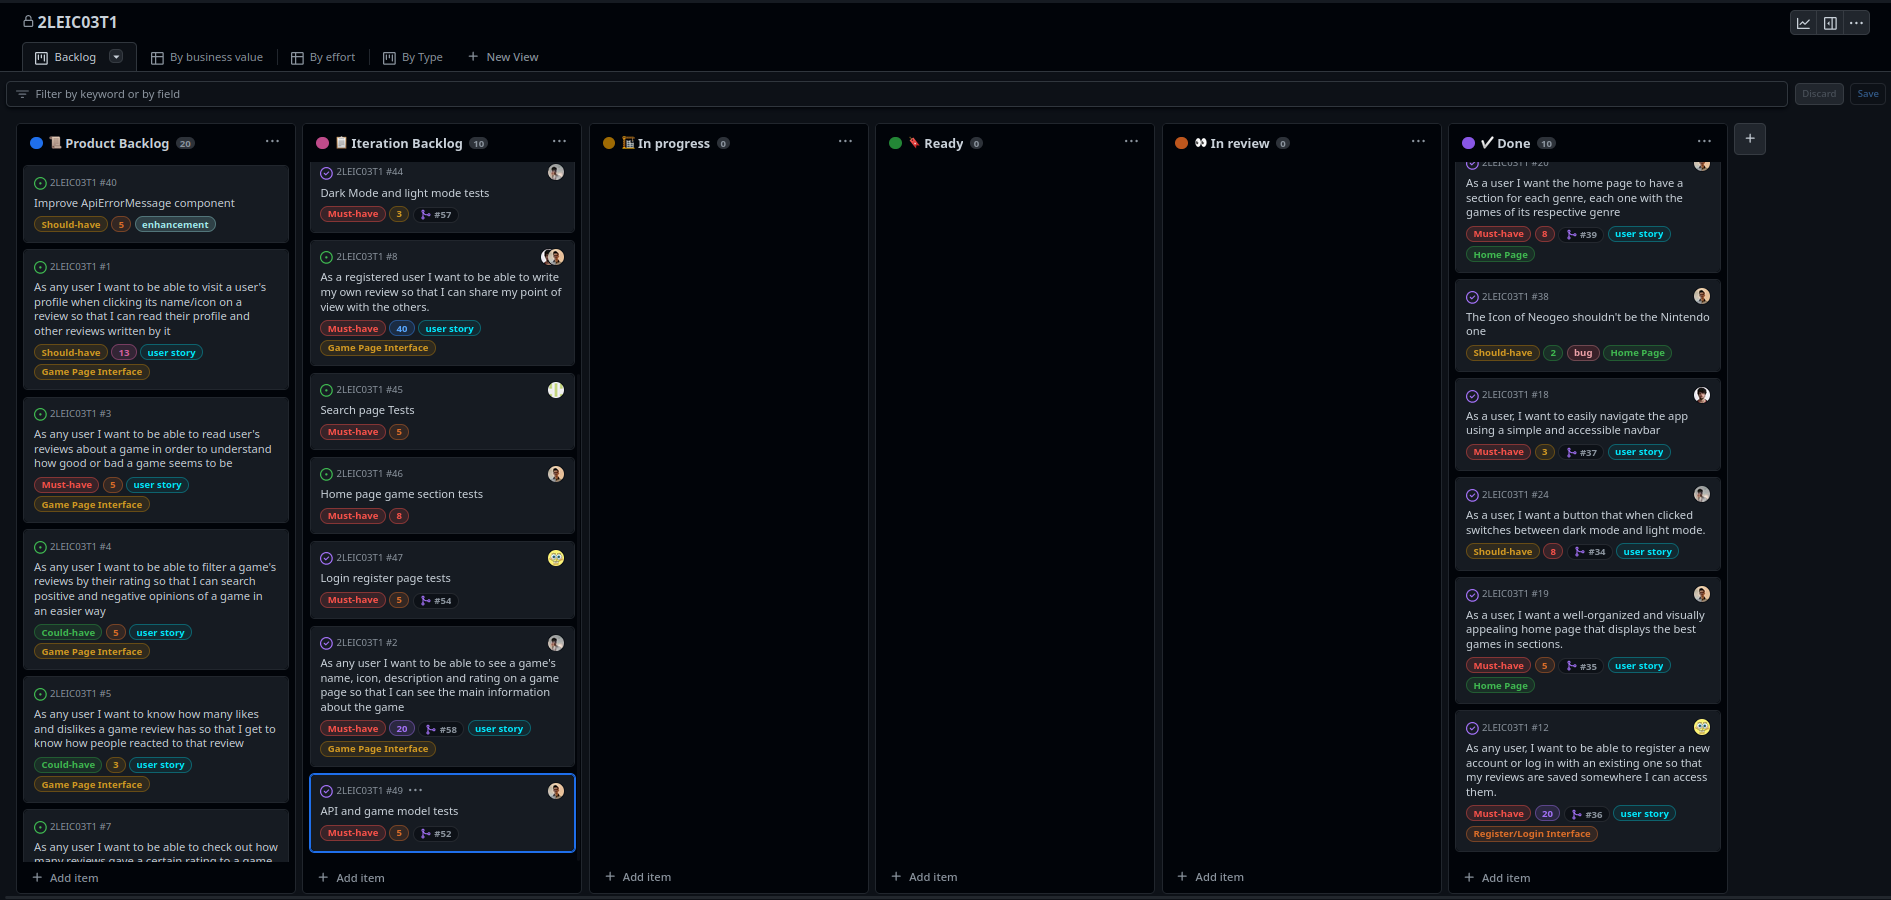 2LEIC03T1
Backlog
By business value
By effort
By Type
New View
Filter by keyword or by field
Discard
Save
Product Backlog 20
2LEIC03T1 #40
Improve ApiErrorMessage component
Should-have 5 enhancement
2LEIC03T1 #1
As any user I want to be able to visit a user's
profile when clicking its name/icon on a
review so that I can read their profile and
other reviews written by it
Should-have 13 user story
Game Page Interface
2LEIC03T1 #3
As any user I want to be able to read user's
reviews about a game in order to understand
how good or bad a game seems to be
Must-have 5 user story
Game Page Interface
2LEIC03T1 #4
As any user I want to be able to filter a game's
reviews by their rating so that I can search
positive and negative opinions of a game in
an easier way
Could-have 5 user story
Game Page Interface
2LEIC03T1 #5
As any user I want to know how many likes
and dislikes a game review has so that I get to
know how people reacted to that review
Could-have 3 user story
Game Page Interface
2LEIC03T1 #7
As any user I want to be able to check out how
many reviews gave a certain rating to a game
Add item
Iteration Backlog 10
2LEIC03T1 #44
Dark Mode and light mode tests
Must-have 3 #57
2LEIC03T1 #8
As a registered user I want to be able to write
my own review so that I can share my point of
view with the others.
Must-have 40 user story
Game Page Interface
2LEIC03T1 #45
Search page Tests
Must-have 5
2LEIC03T1 #46
Home page game section tests
Must-have 8
2LEIC03T1 #47
Login register page tests
Must-have 5 #54
2LEIC03T1 #2
As any user I want to be able to see a game's
name, icon, description and rating on a game
page so that I can see the main information
about the game
Must-have 20 #58 user story
Game Page Interface
2LEIC03T1 #49
API and game model tests
Must-have 5 #52
Add item
In progress 0
Add item
Ready 0
Add item
In review 0
Add item
Done 10
2LEIC03T1 #20
As a user I want the home page to have a
section for each genre, each one with the
games of its respective genre
Must-have 8 #39 user story
Home Page
2LEIC03T1 #38
The Icon of Neogeo shouldn't be the Nintendo
one
Should-have 2 bug Home Page
2LEIC03T1 #18
As a user, I want to easily navigate the app
using a simple and accessible navbar
Must-have 3 #37 user story
2LEIC03T1 #24
As a user, I want a button that when clicked
switches between dark mode and light mode.
Should-have 8 #34 user story
2LEIC03T1 #19
As a user, I want a well-organized and visually
appealing home page that displays the best
games in sections.
Must-have 5 #35 user story
Home Page
2LEIC03T1 #12
As any user, I want to be able to register a new
account or log in with an existing one so that
my reviews are saved somewhere I can access
them.
Must-have 20 #36 user story
Register/Login Interface
Add item